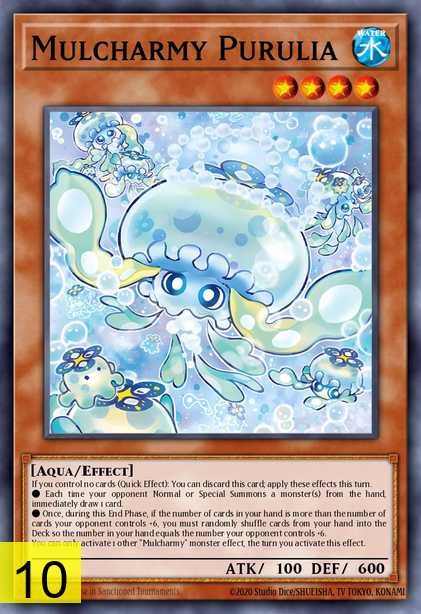 Mulcharmy Purulia
WATER
水
[Aqua/Effect]
If you control no cards (Quick Effect): You can discard this card; apply these effects this turn.
● Each time your opponent Normal or Special Summons a monster(s) from the hand,
immediately draw 1 card.
● Once, during this End Phase, if the number of cards in your hand is more than the number of
cards your opponent controls +6, you must randomly shuffle cards from your hand into the
Deck so the number in your hand equals the number your opponent controls +6.
You can only activate 1 other "Mulcharmy" monster effect, the turn you activate this effect.
ATK/ 100 DEF/ 600
10
se in Sanctioned Tournaments
©2020 Studio Dice/SHUEISHA, TV TOKYO, KONAMI